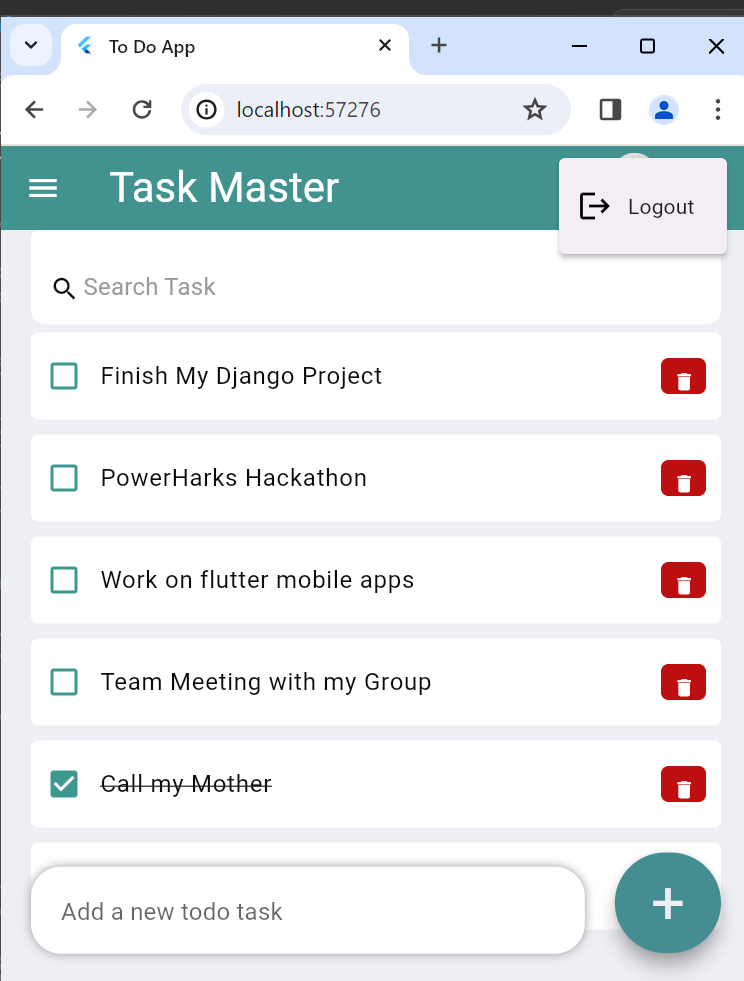 To Do App
localhost:57276
Task Master
Logout
Search Task
Finish My Django Project
PowerHarks Hackathon
Work on flutter mobile apps
Team Meeting with my Group
Call my Mother
Add a new todo task